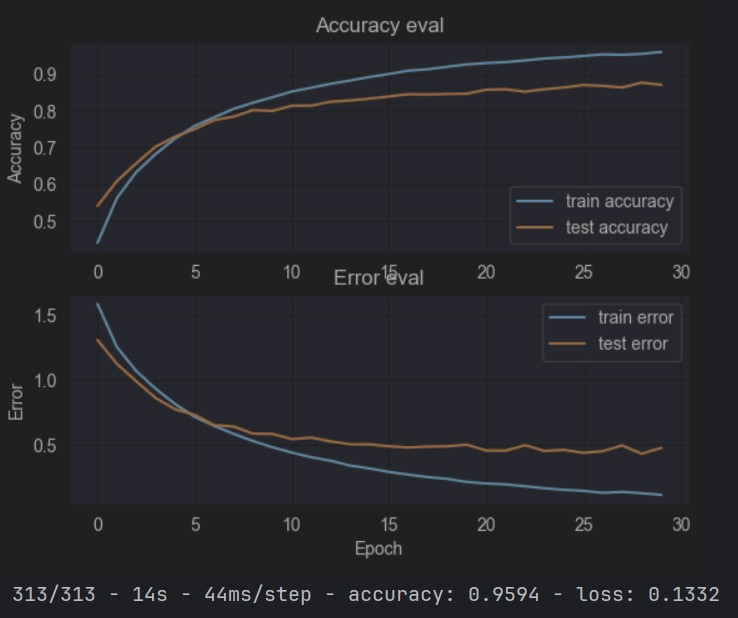 Accuracy eval
Accuracy
0.9
0.8
0.7
0.6
0.5
train accuracy
test accuracy
0 5 10 15 20 25 30
Error eval
Error
1.5
1.0
0.5
train error
test error
0 5 10 15 20 25 30
Epoch
313/313 - 14s - 44ms/step - accuracy: 0.9594 - loss: 0.1332